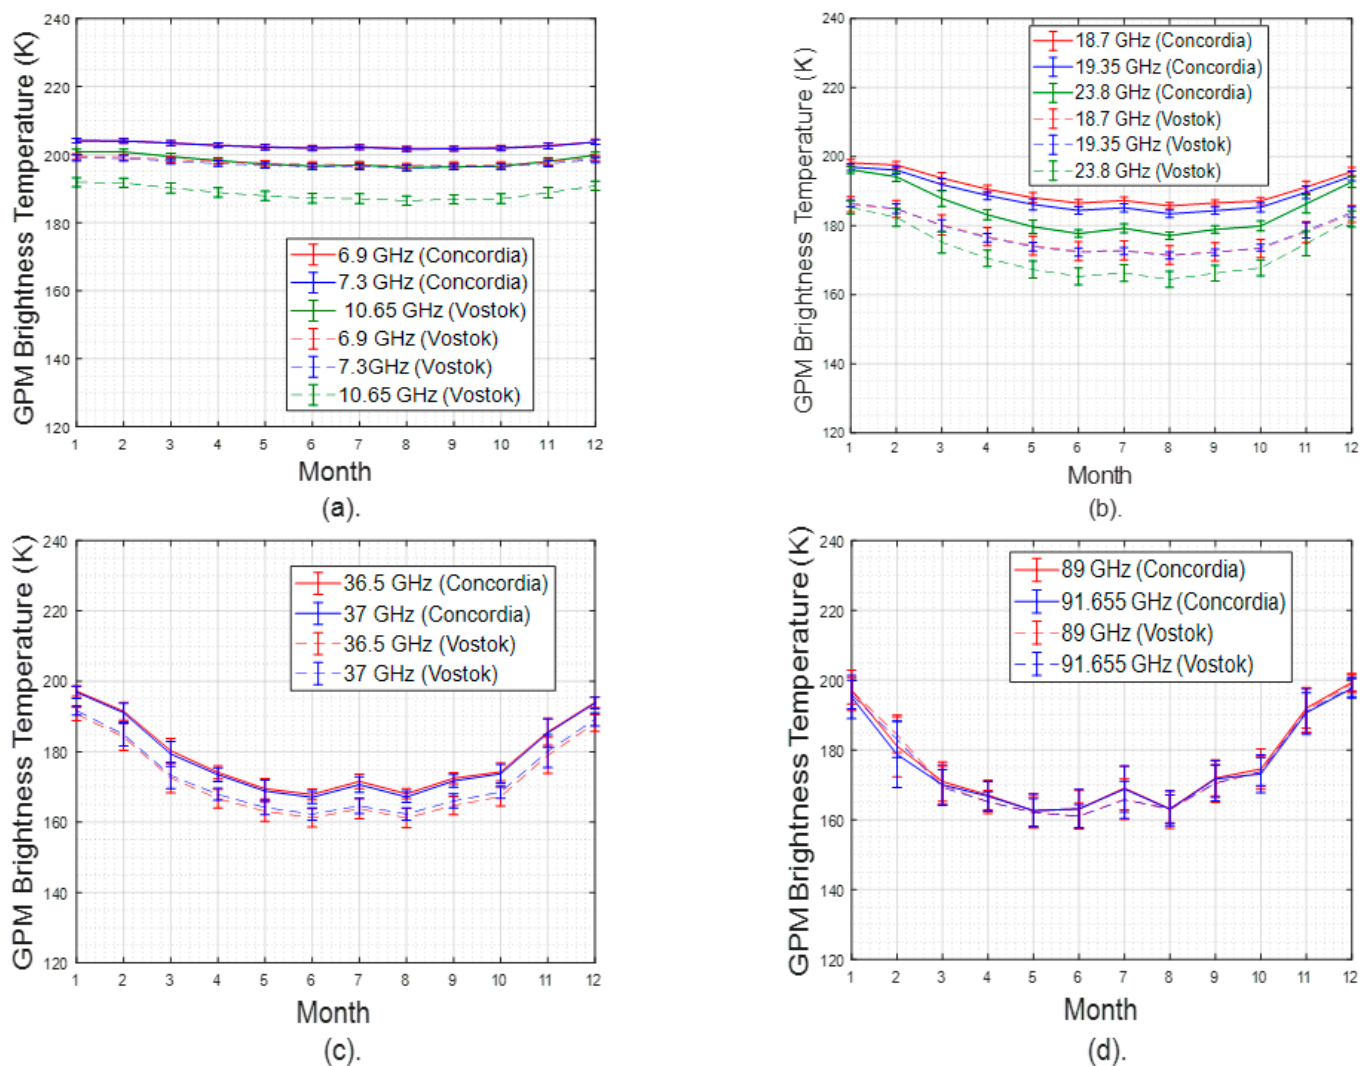 GPM Brightness Temperature (K)
240
220
200
180
160
140
120
6.9 GHz (Concordia)
7.3 GHz (Concordia)
10.65 GHz (Vostok)
6.9 GHz (Vostok)
7.3GHz (Vostok)
10.65 GHz (Vostok)
1 2 3 4 5 6 7 8 9 10 11 12
Month
(a).
GPM Brightness Temperature (K)
240
220
200
180
160
140
120
18.7 GHz (Concordia)
19.35 GHz (Concordia)
23.8 GHz (Concordia)
18.7 GHz (Vostok)
19.35 GHz (Vostok)
23.8 GHz (Vostok)
1 2 3 4 5 6 7 8 9 10 11 12
Month
(b).
GPM Brightness Temperature (K)
240
220
200
180
160
140
120
36.5 GHz (Concordia)
37 GHz (Concordia)
36.5 GHz (Vostok)
37 GHz (Vostok)
1 2 3 4 5 6 7 8 9 10 11 12
Month
(c).
GPM Brightness Temperature (K)
240
220
200
180
160
140
120
89 GHz (Concordia)
91.655 GHz (Concordia)
89 GHz (Vostok)
91.655 GHz (Vostok)
1 2 3 4 5 6 7 8 9 10 11 12
Month
(d).